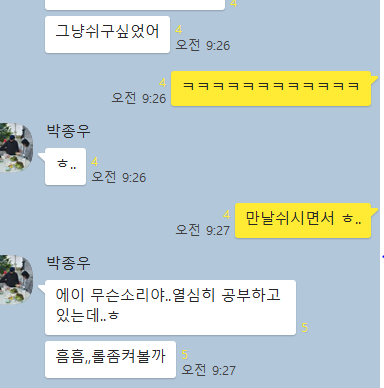 4
그냥쉬구싶었어
4
오전 9:26
4
오전 9:26
ㅋㅋㅋㅋㅋㅋㅋㅋㅋㅋㅋㅋ
박종우
ㅎ..
4
오전 9:26
4
오전 9:27
만날쉬시면서 ㅎ..
박종우
에이 무슨소리야..열심히 공부하고
있는데..ㅎ
5
흠흠,,롤좀켜볼까
5
오전 9:27